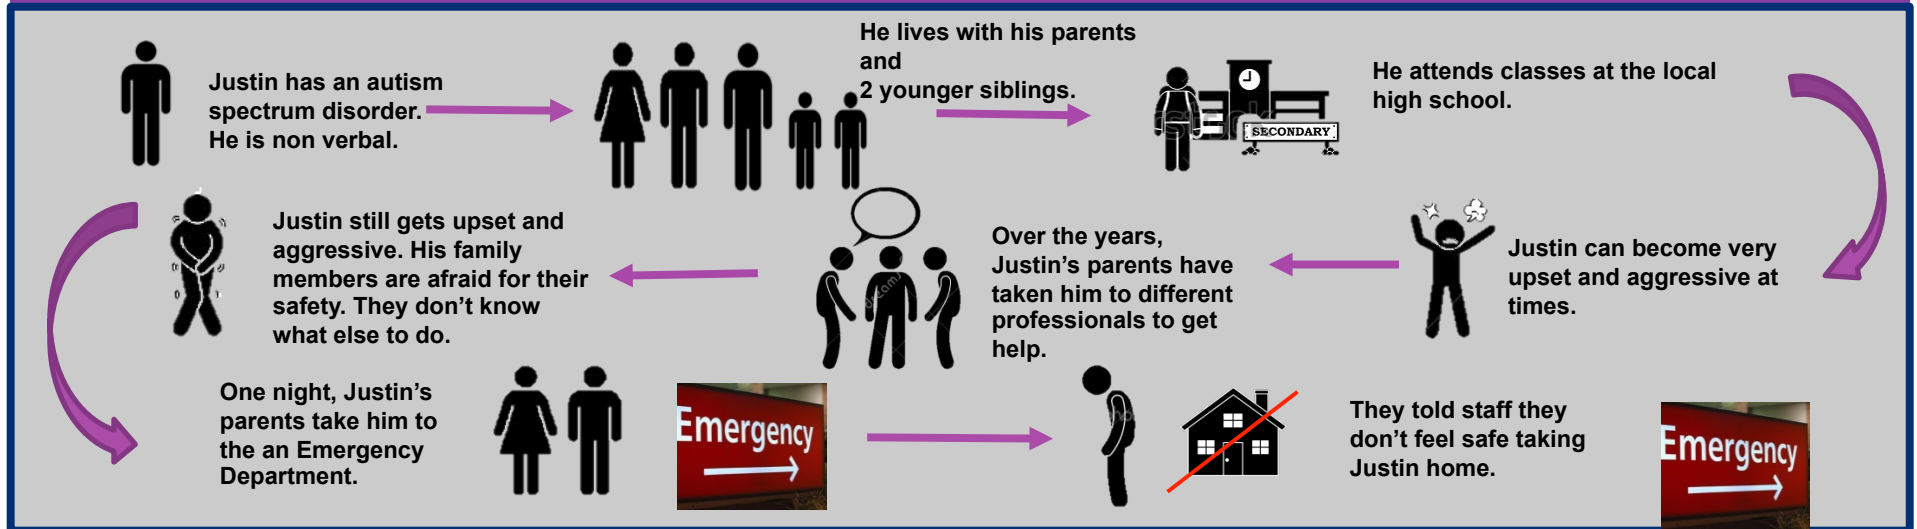 Justin has an autism
spectrum disorder.
He is non verbal.
He lives with his parents
and
2 younger siblings.
SECONDARY
He attends classes at the local
high school.
Justin can become very
upset and aggressive at
times.
Over the years,
Justin’s parents have
taken him to different
professionals to get
help.
Justin still gets upset and
aggressive. His family
members are afraid for their
safety. They don’t know
what else to do.
One night, Justin’s
parents take him to
the an Emergency
Department.
Emergency
They told staff they
don’t feel safe taking
Justin home.
Emergency